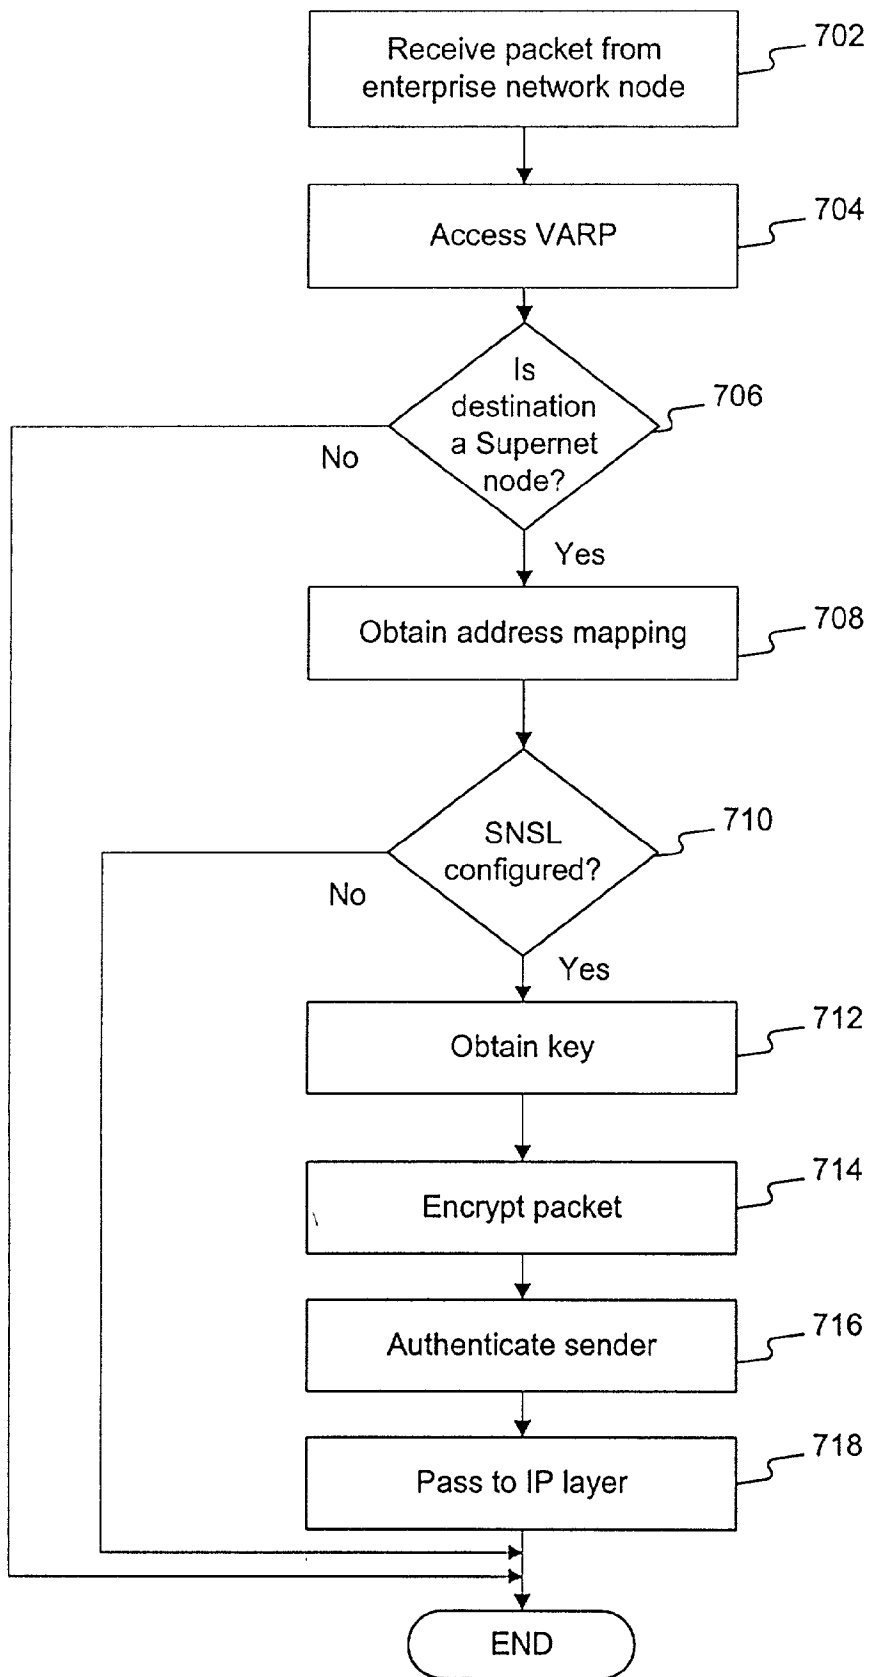 Receive packet from
enterprise network node
702
Access VARP
704
Is
destination
a Supernet
node?
706
No
Yes
Obtain address mapping
708
SNSL
configured?
710
No
Yes
Obtain key
712
Encrypt packet
714
Authenticate sender
716
Pass to IP layer
718
END